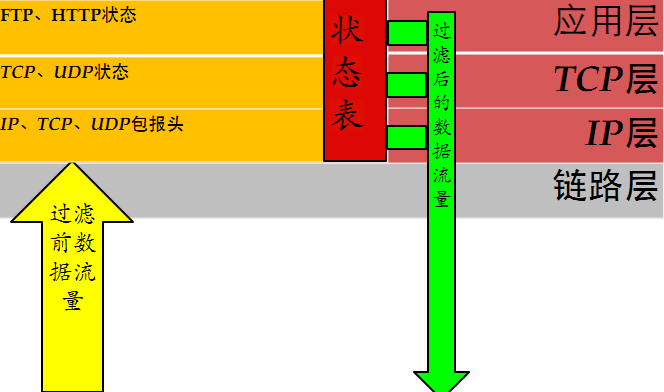 FTP、HTTP状态
TCP、UDP状态
IP、TCP、UDP包报头
状态表
过滤后的数据流量
应用层
TCP层
IP层
链路层
过滤
前数
据流
量